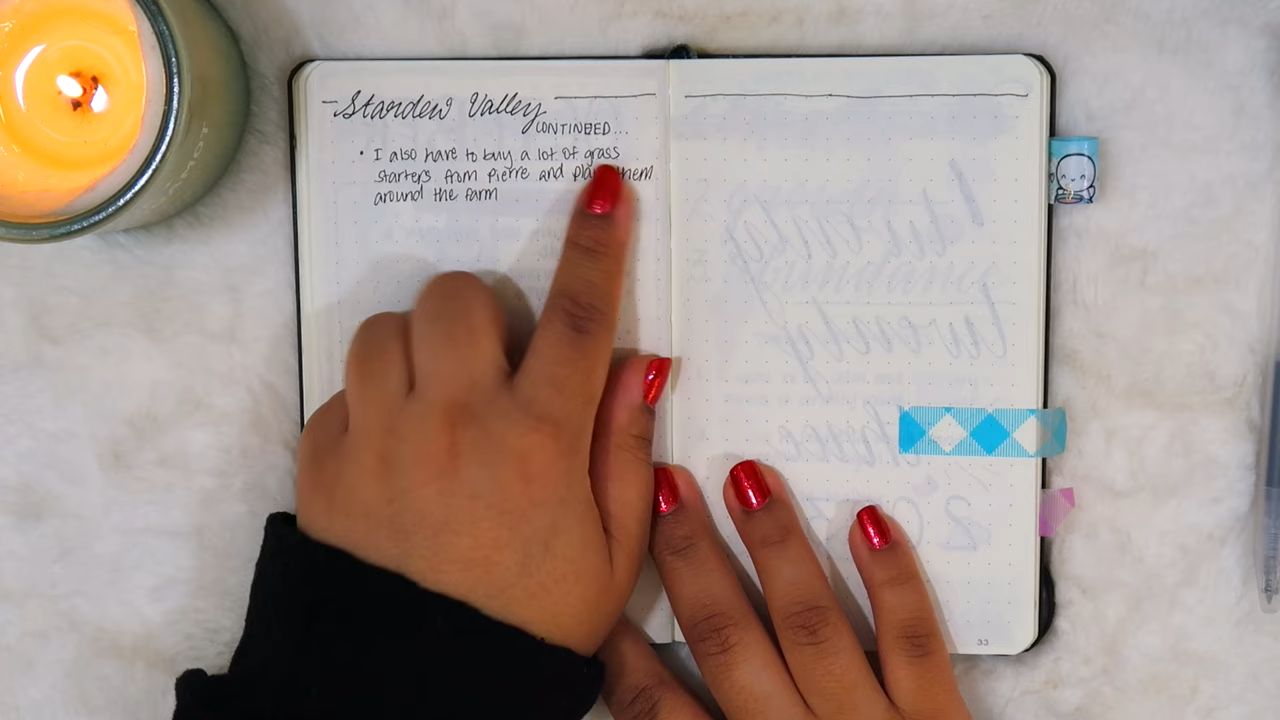 Stardew Valley
CONTINUED...
• I also have to buy a lot of grass
starters from Pierre and them
around the farm
33